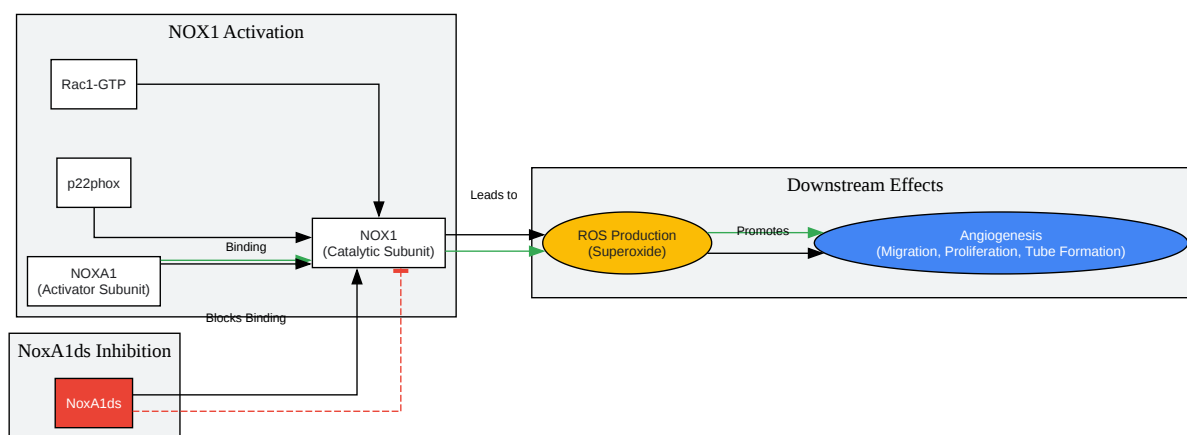 NOX1 Activation
Rac1-GTP
p22phox
NOXA1
(Activator Subunit)
Binding
NOX1
(Catalytic Subunit)
Leads to
Downstream Effects
ROS Production
(Superoxide)
Promotes
Angiogenesis
(Migration, Proliferation, Tube Formation)
Blocks Binding
NoxA1ds Inhibition
NoxA1ds